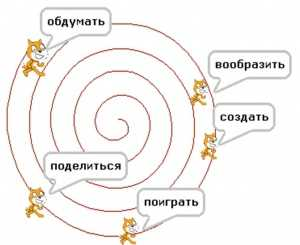 обдумать
вообразить
создать
поделиться
поиграть